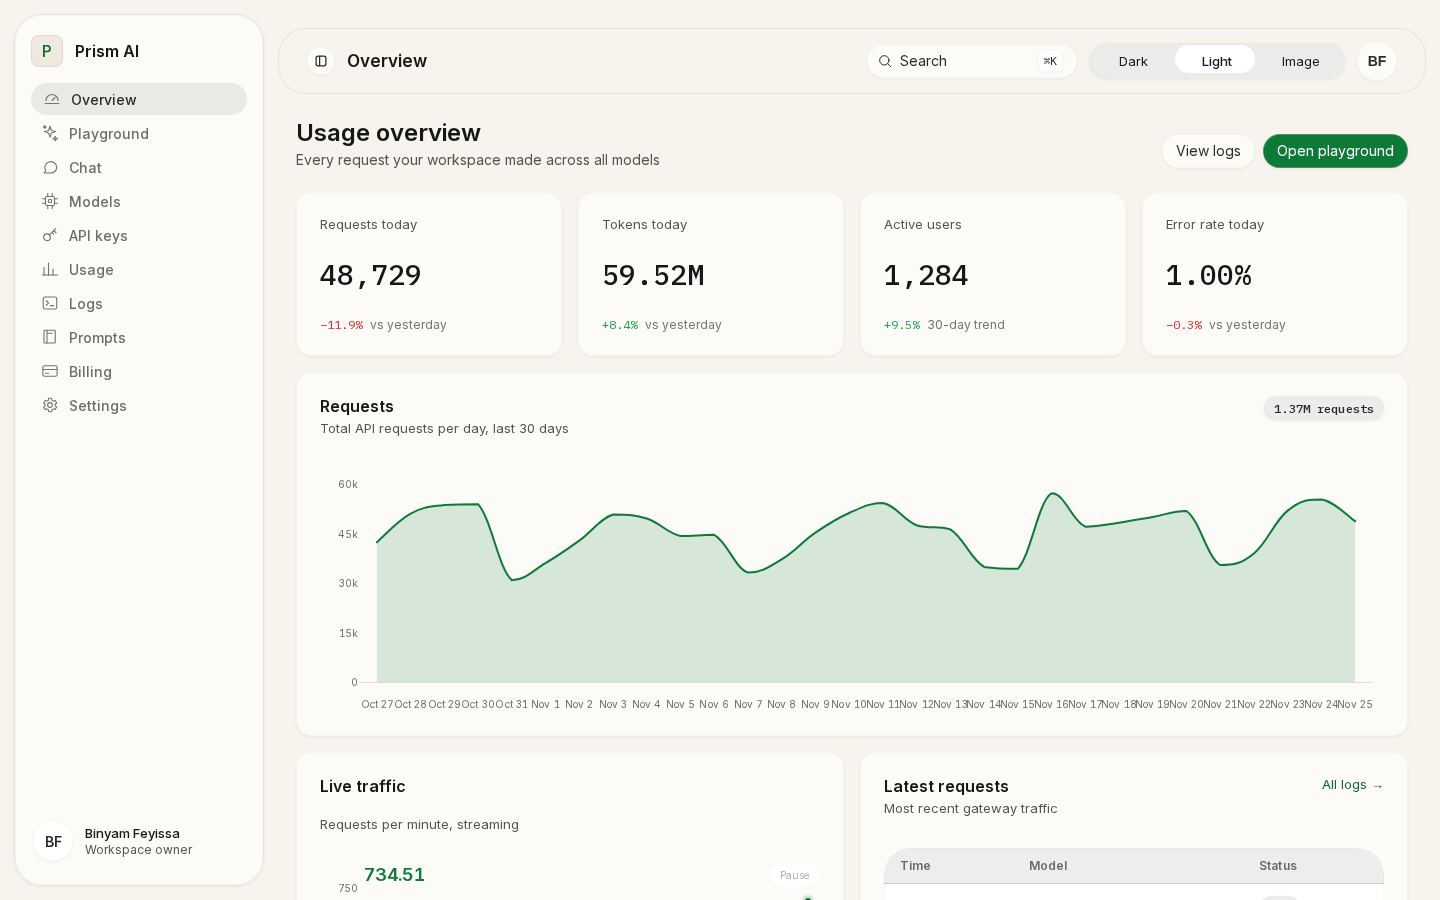 P Prism AI
Overview
Playground
Chat
Models
API keys
Usage
Logs
Prompts
Billing
Settings
BF
Binyam Feyissa
Workspace owner
Overview
Search ⌘K
Dark Light Image
BF
Usage overview
Every request your workspace made across all models
View logs
Open playground
Requests today
48,729
−11.9% vs yesterday
Tokens today
59.52M
+8.4% vs yesterday
Active users
1,284
+9.5% 30-day trend
Error rate today
1.00%
−0.3% vs yesterday
Requests
Total API requests per day, last 30 days
1.37M requests
60k
45k
30k
15k
0
Oct 27 Oct 28 Oct 29 Oct 30 Oct 31 Nov 1 Nov 2 Nov 3 Nov 4 Nov 5 Nov 6 Nov 7 Nov 8 Nov 9 Nov 10 Nov 11 Nov 12 Nov 13 Nov 14 Nov 15 Nov 16 Nov 17 Nov 18 Nov 19 Nov 20 Nov 21 Nov 22 Nov 23 Nov 24 Nov 25
Live traffic
Requests per minute, streaming
734.51
Pause
750
Latest requests
Most recent gateway traffic
All logs →
Time Model Status